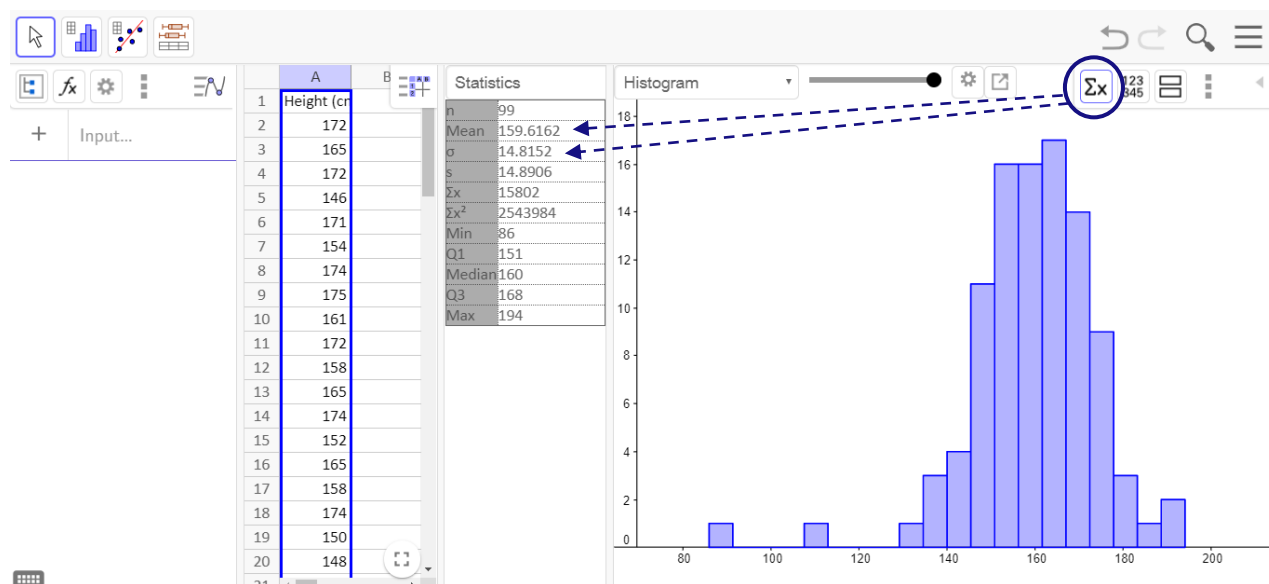 fx
+ Input...
A B
1 Height (cr
2 172
3 165
4 172
5 146
6 171
7 154
8 174
9 175
10 161
11 172
12 158
13 165
14 174
15 152
16 165
17 158
18 174
19 150
20 148
21
Statistics
n 99
Mean 159.6162
σ 14.8152
s 14.8906
Σx 15802
Σx² 2543984
Min 86
Q1 151
Median 160
Q3 168
Max 194
Histogram
Σx
123
345
18
16
14
12
10
8
6
4
2
0
80 100 120 140 160 180 200